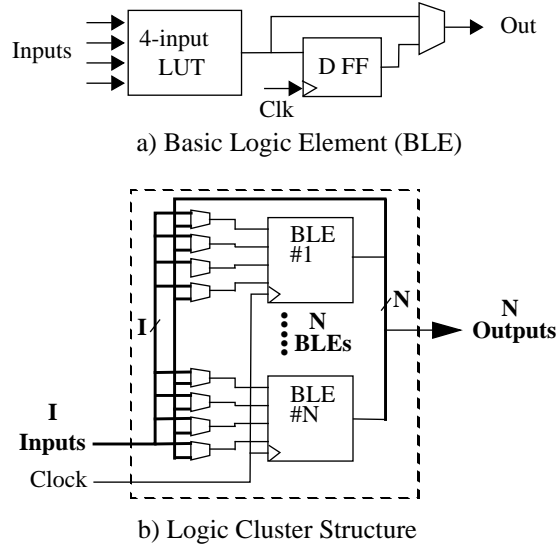 4-input
LUT
Inputs
D FF
Out
Clk
a) Basic Logic Element (BLE)
BLE
#1
I
N
N
BLEs
N
Outputs
BLE
#N
I
Inputs
Clock
b) Logic Cluster Structure